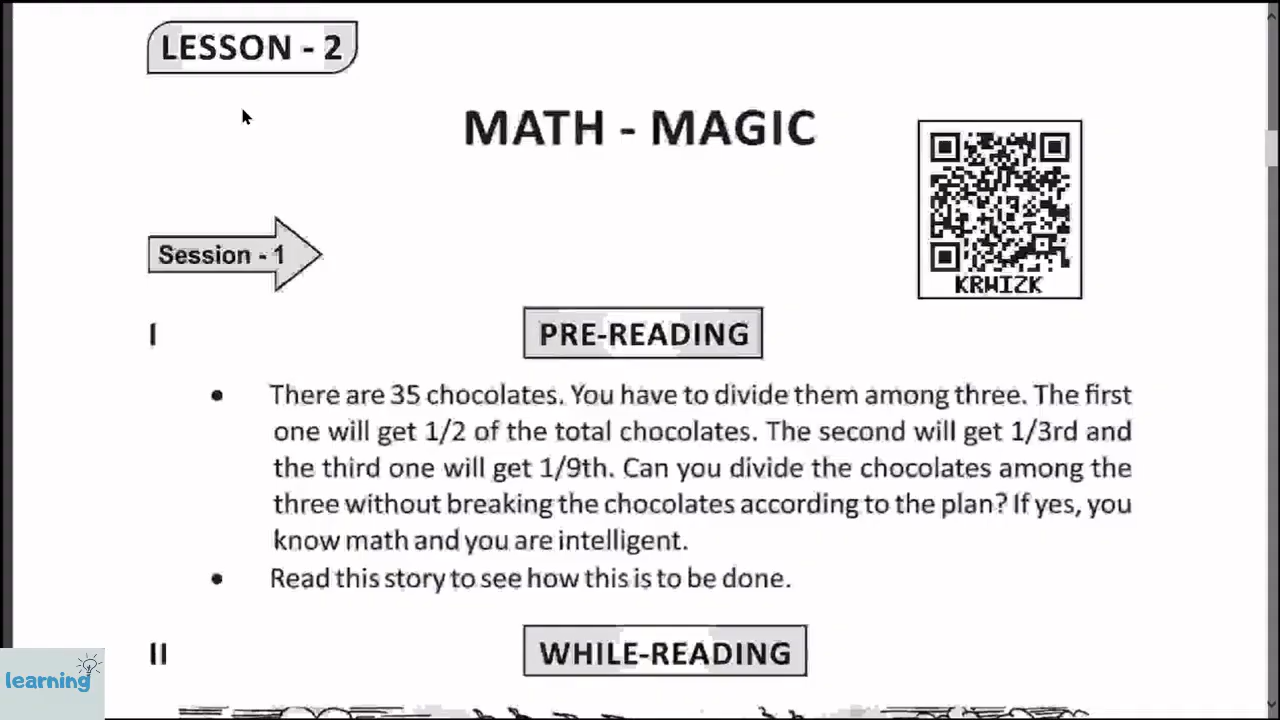 LESSON - 2
MATH - MAGIC
KRWIZK
Session - 1
I
PRE-READING
• There are 35 chocolates. You have to divide them among three. The first
one will get 1/2 of the total chocolates. The second will get 1/3rd and
the third one will get 1/9th. Can you divide the chocolates among the
three without breaking the chocolates according to the plan? If yes, you
know math and you are intelligent.
• Read this story to see how this is to be done.
II
WHILE-READING
learning